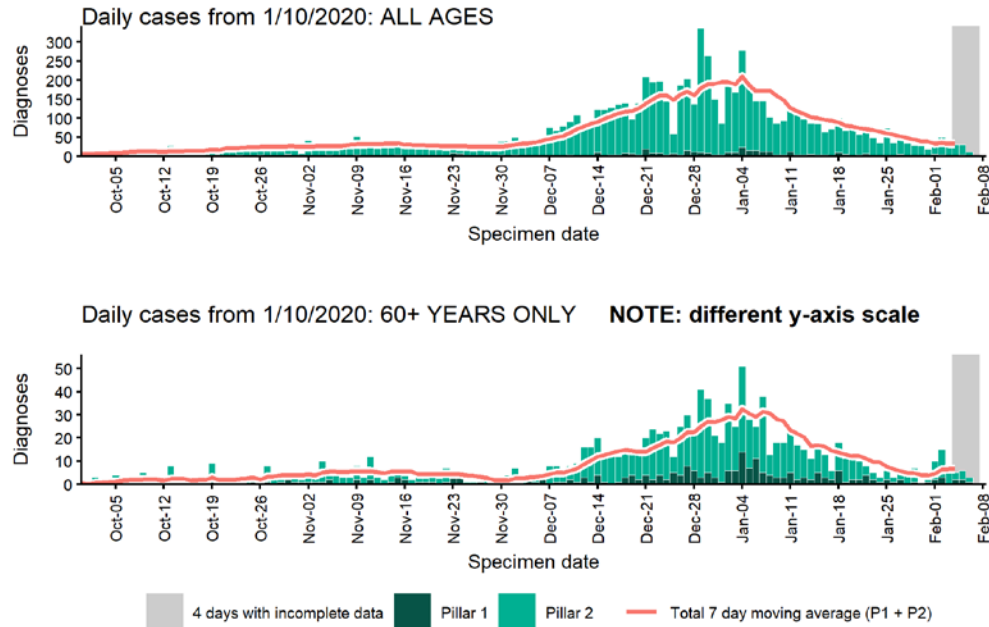 Daily cases from 1/10/2020: ALL AGES
300
250
200
150
100
50
0
Diagnoses
Oct-05
Oct-12
Oct-19
Oct-26
Nov-02
Nov-09
Nov-16
Nov-23
Nov-30
Dec-07
Dec-14
Dec-21
Dec-28
Jan-04
Jan-11
Jan-18
Jan-25
Feb-01
Feb-08
Specimen date
Daily cases from 1/10/2020: 60+ YEARS ONLY NOTE: different y-axis scale
50
40
30
20
10
0
Diagnoses
Oct-05
Oct-12
Oct-19
Oct-26
Nov-02
Nov-09
Nov-16
Nov-23
Nov-30
Dec-07
Dec-14
Dec-21
Dec-28
Jan-04
Jan-11
Jan-18
Jan-25
Feb-01
Feb-08
Specimen date
4 days with incomplete data Pillar 1 Pillar 2 Total 7 day moving average (P1 + P2)